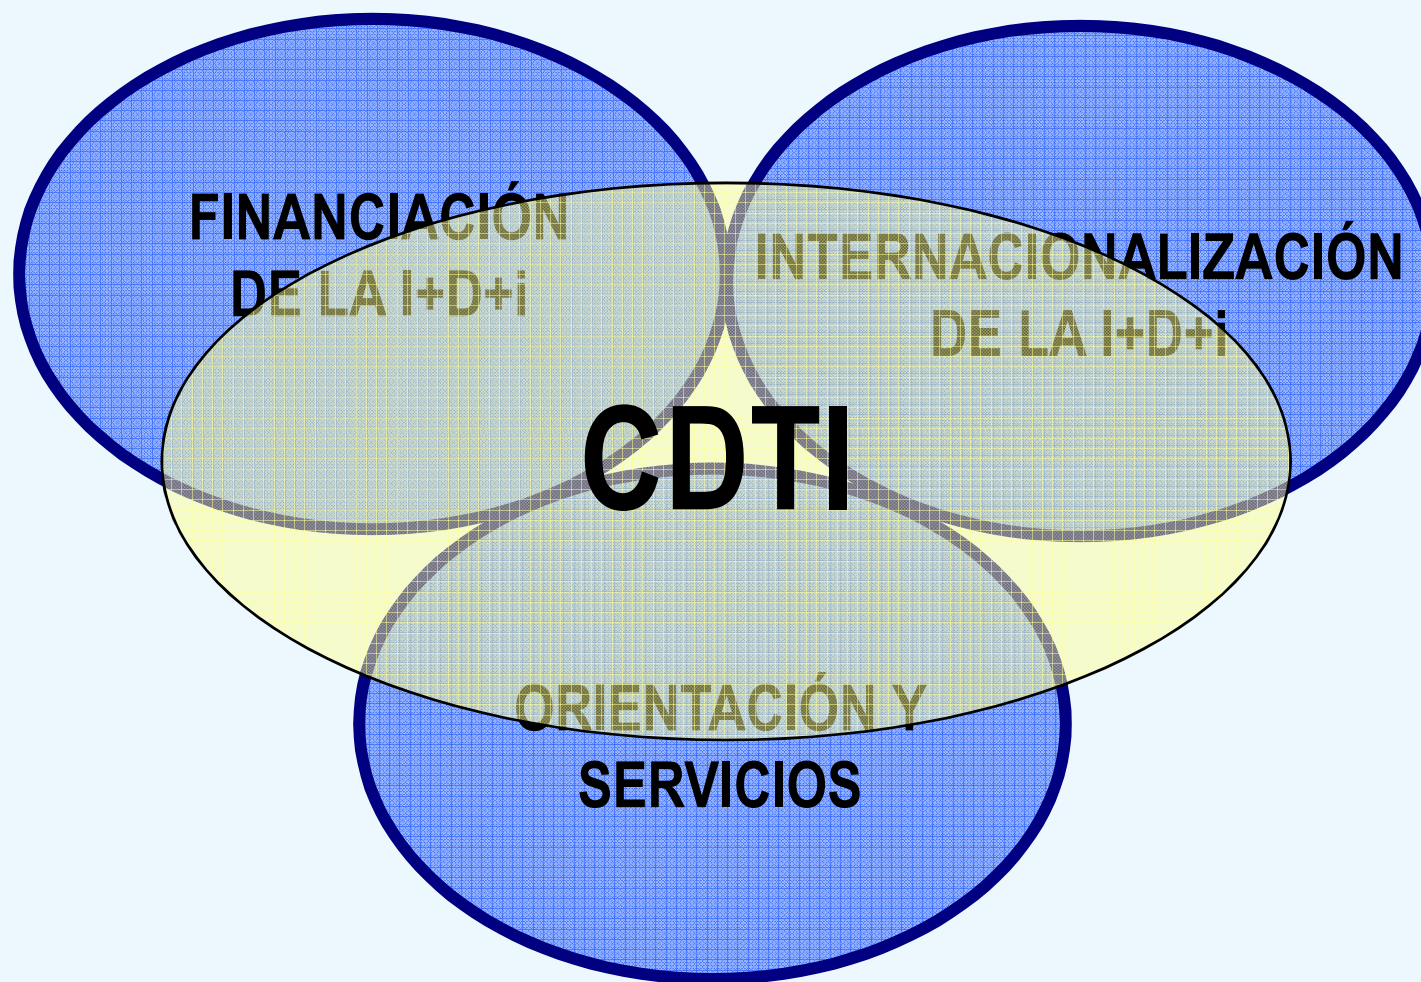 FINANCIACIÓN
DE LA I+D+i
INTERNACIONALIZACIÓN
DE LA I+D+i
CDTI
ORIENTACIÓN Y
SERVICIOS